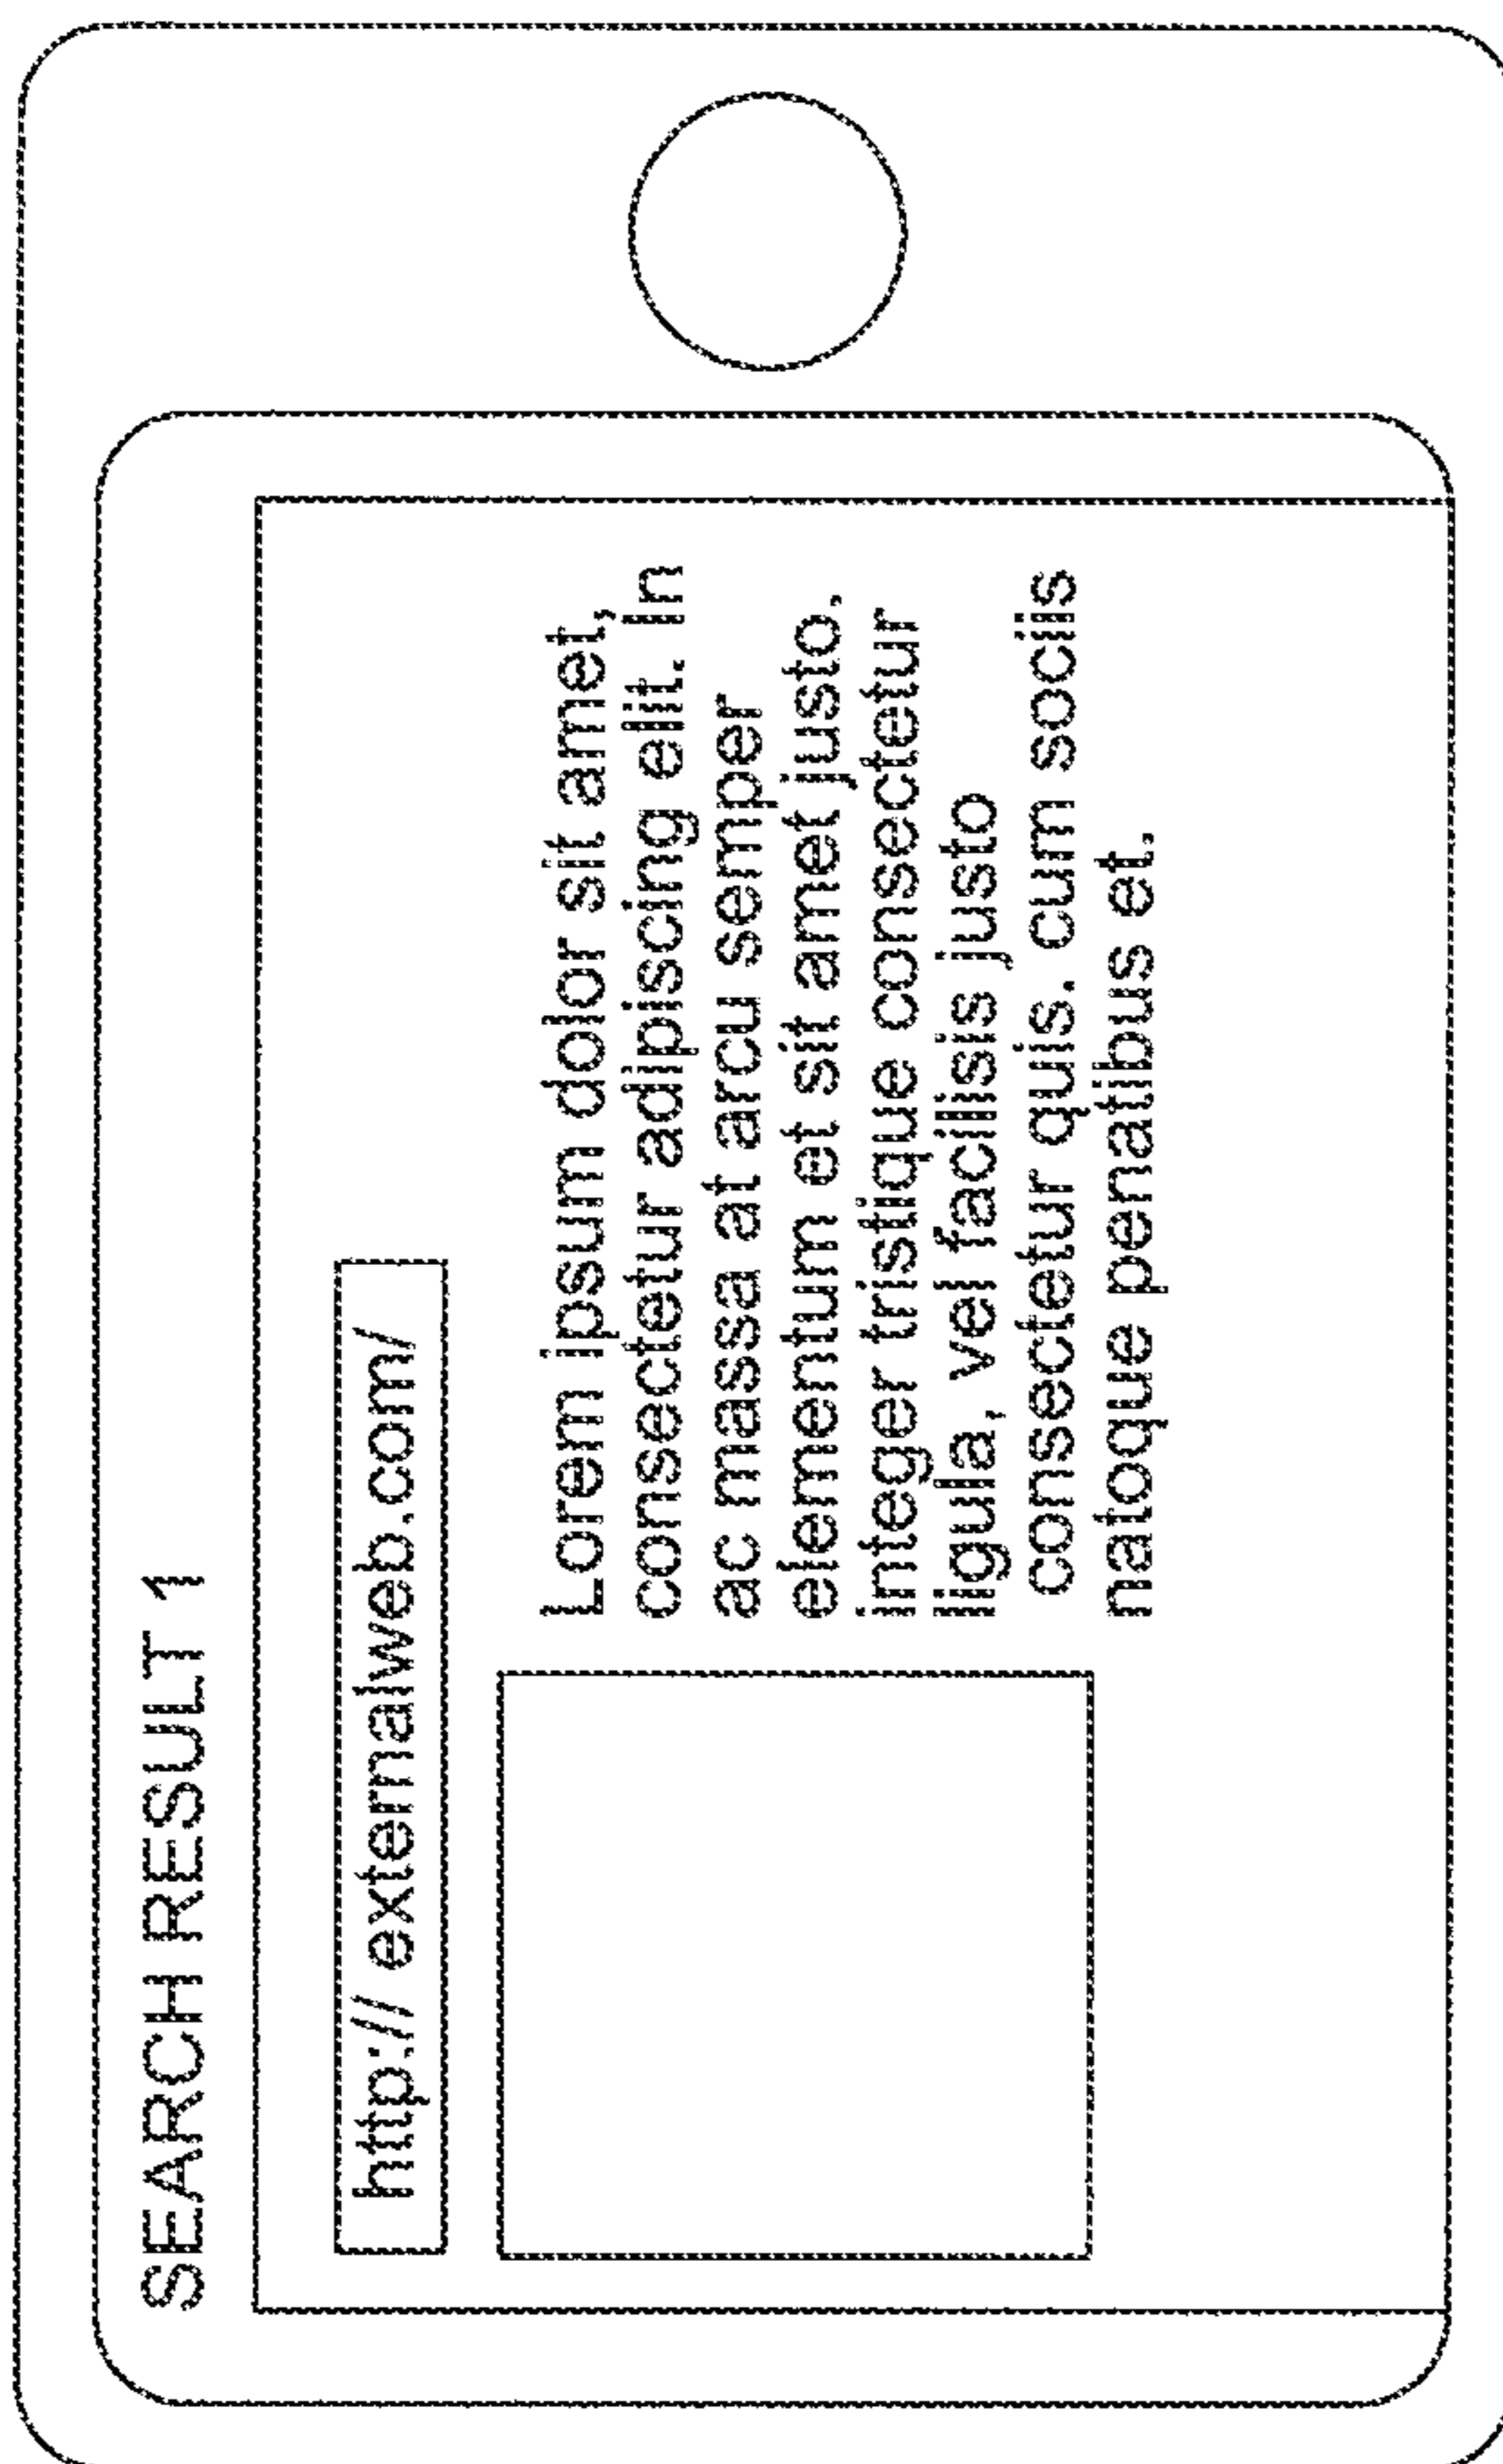 SEARCH RESULT 1
http:// externalweb.com/
Lorem ipsum dolor sit amet,
consectetur adipiscing elit. In
ac massa at arcu semper
elementum et sit amet justo.
integer tristique consectetur
ligula, vel facilisis justo
consectetur quis. cum sociis
natoque penatibus et.